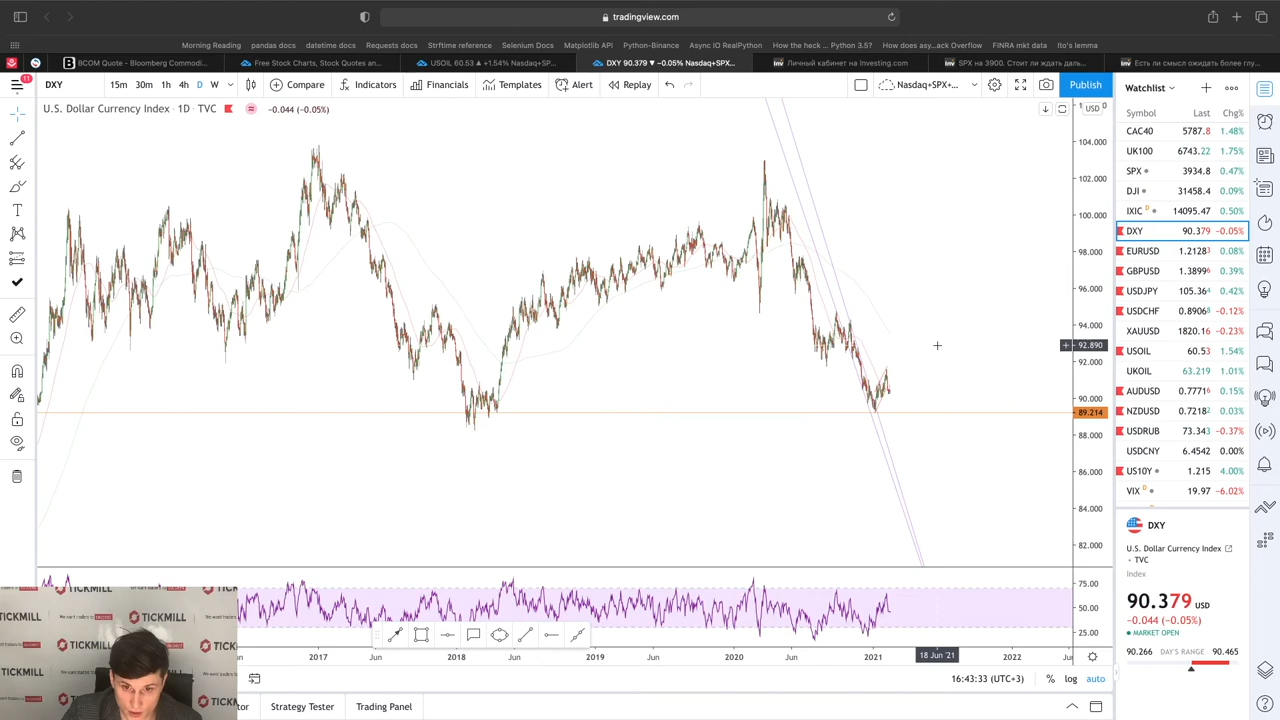 tradingview.com
Morning Reading pandas docs datetime docs Requests docs Strftime reference Selenium Docs Matplotlib API Python-Binance Async IO RealPython How the heck ... Python 3.5? How does asy...ack Overflow FINRA mkt data Ito's lemma
BCOM Quote - Bloomberg Commodi... Free Stock Charts, Stock Quotes an... USOIL 60.53 ▲ +1.54% Nasdaq+SPX... DXY 90.379 ▼ −0.05% Nasdaq+SPX... Личный кабинет на Investing.com SPX на 3900. Стоит ли ждать даль... Есть ли смысл ожидать более глу...
11
DXY 15m 30m 1h 4h D W Compare Indicators Financials Templates Alert Replay Nasdaq+SPX+... Publish
Watchlist
U.S. Dollar Currency Index · 1D · TVC −0.044 (−0.05%)
USD
Symbol Last Chg%
CAC40 5787.8 1.48%
UK100 6743.22 1.75%
SPX 3934.8 0.47%
DJI 31458.4 0.09%
IXIC D 14095.47 0.50%
DXY 90.379 −0.05%
EURUSD 1.21283 0.08%
GBPUSD 1.38996 0.39%
USDJPY 105.364 0.42%
USDCHF 0.89068 −0.12%
XAUUSD 1820.16 −0.23%
USOIL 60.53 1.54%
UKOIL 63.219 1.01%
AUDUSD 0.77716 0.15%
NZDUSD 0.72182 0.03%
USDRUB 73.343 −0.37%
USDCNY 6.4542 0.00%
US10Y 1.215 4.00%
VIX D 19.97 −6.02%
104.000
102.000
100.000
98.000
96.000
94.000
92.890
92.000
90.000
89.214
88.000
86.000
84.000
82.000
75.00
50.00
25.00
DXY
U.S. Dollar Currency Index
TVC
Index
90.379 USD
−0.044 (−0.05%)
MARKET OPEN
90.266 DAY'S RANGE 90.465
TICKMILL
TICKMILL
TICKMILL
TICKMILL
TICKMILL
2017 Jun 2018 Jun 2019 Jun 2020 Jun 2021 18 Jun '21 2022
16:43:33 (UTC+3) % log auto
Strategy Tester Trading Panel